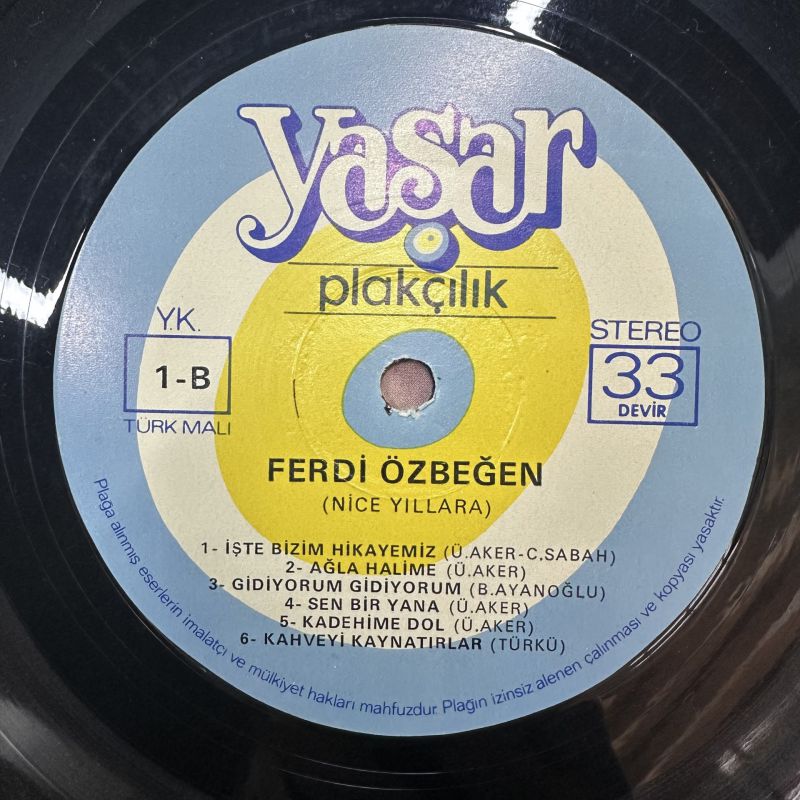 yaşar
plakçılık
Y.K.
1-B
TÜRK MALI
STEREO
33
DEVİR
FERDİ ÖZBEĞEN
(NİCE YILLARA)
1- İŞTE BİZİM HİKAYEMİZ (Ü.AKER-C.SABAH)
2- AĞLA HALİME (Ü.AKER)
3- GİDİYORUM GİDİYORUM (B.AYANOĞLU)
4- SEN BİR YANA (Ü.AKER)
5- KADEHİME DOL (Ü.AKER)
6- KAHVEYİ KAYNATIRLAR (TÜRKÜ)
Plağa alınmış eserlerin imalatçı ve mülkiyet hakları mahfuzdur. Plağın izinsiz alenen çalınması ve kopyası yasaktır.